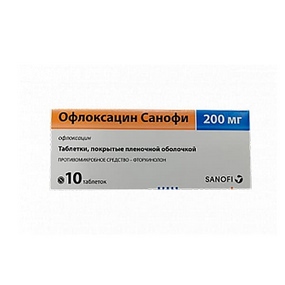 Офлоксацин Санофи 200 мг
офлоксацин
Таблетки, покрытые пленочной оболочкой
ПРОТИВОМИКРОБНОЕ СРЕДСТВО – ФТОРХИНОЛОН
10 таблеток
SANOFI